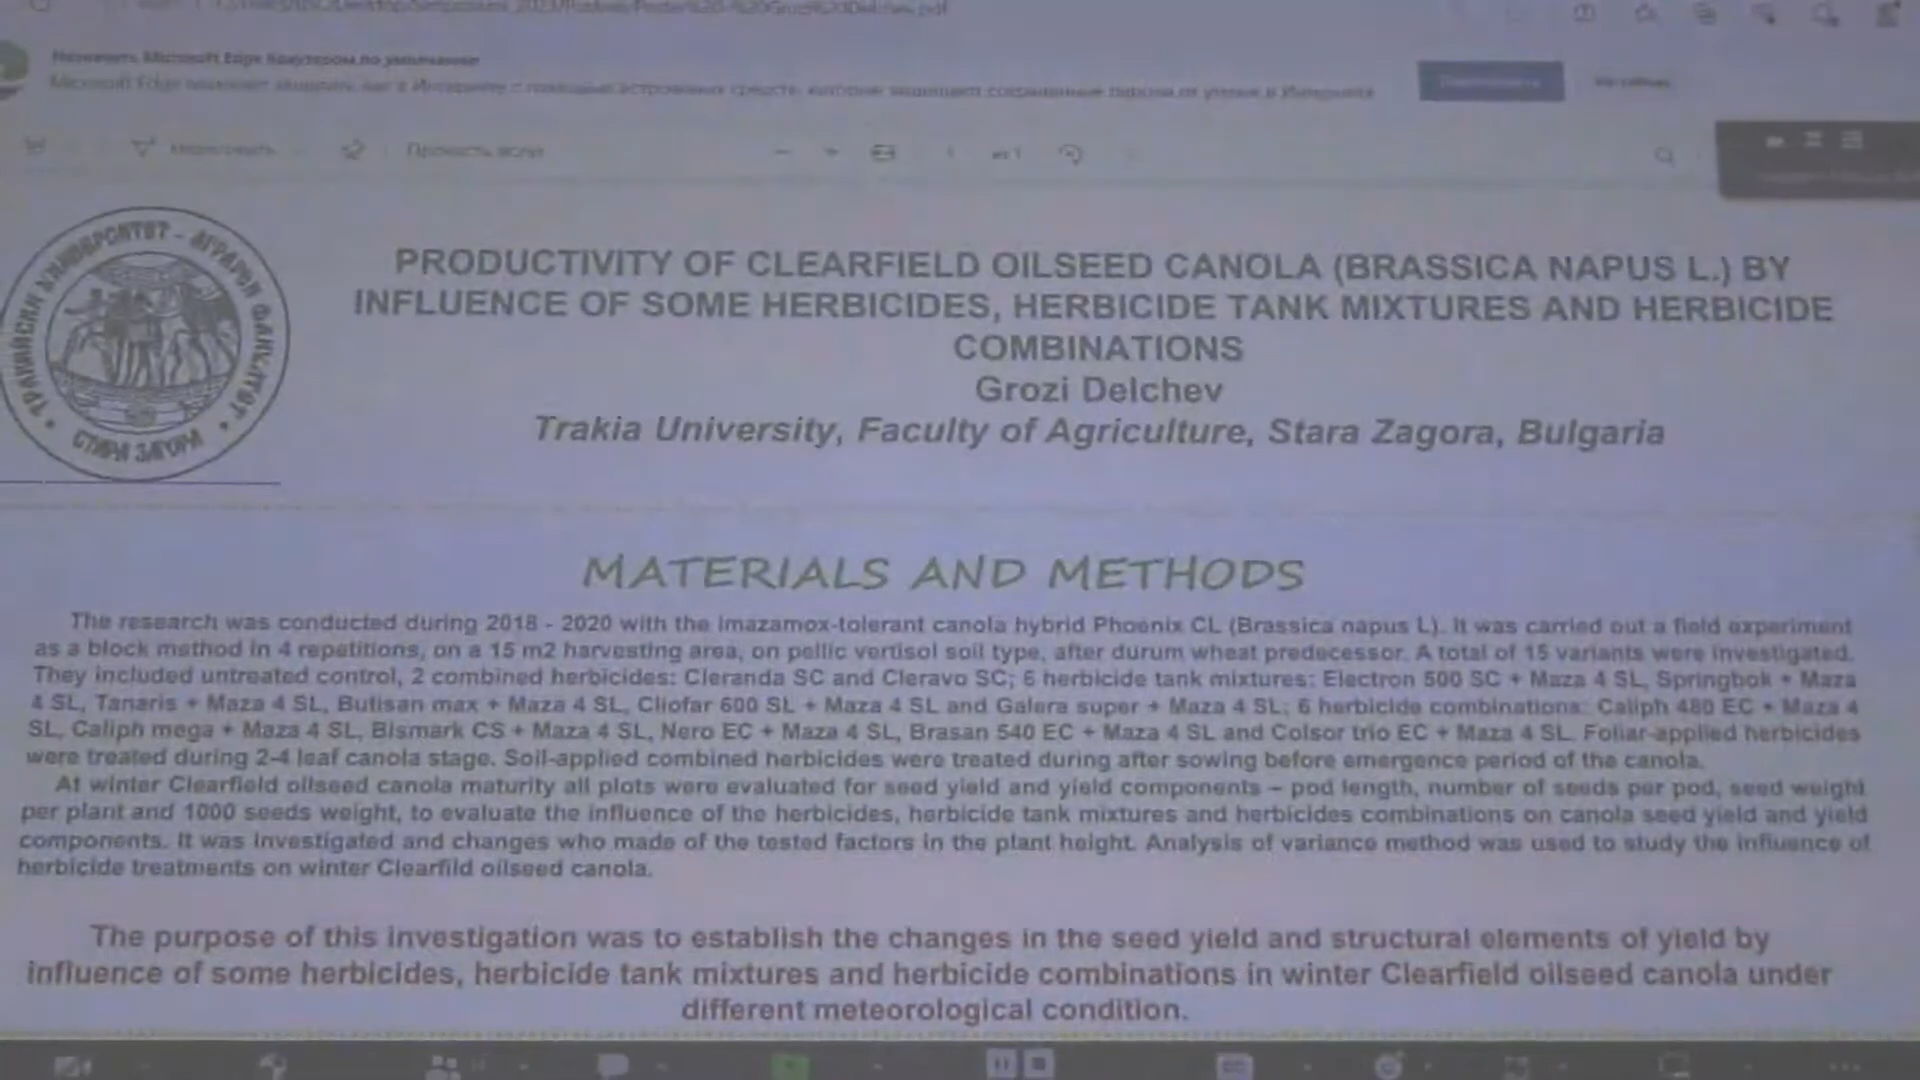 Microsoft Edge браузером по умолчанию
Microsoft Edge
PRODUCTIVITY OF CLEARFIELD OILSEED CANOLA (BRASSICA NAPUS L.) BY
INFLUENCE OF SOME HERBICIDES, HERBICIDE TANK MIXTURES AND HERBICIDE
COMBINATIONS
Grozi Delchev
Trakia University, Faculty of Agriculture, Stara Zagora, Bulgaria
ТРАКИЙСКИ УНИВЕРСИТЕТ - АГРАРЕН ФАКУЛТЕТ
СТАРА ЗАГОРА
MATERIALS AND METHODS
The research was conducted during 2018 - 2020 with the imazamox-tolerant canola hybrid Phoenix CL (Brassica napus L). It was carried out a field experiment
as a block method in 4 repetitions, on a 15 m2 harvesting area, on pellic vertisol soil type, after durum wheat predecessor. A total of 15 variants were investigated.
They included untreated control, 2 combined herbicides: Cleranda SC and Cleravo SC; 6 herbicide tank mixtures: Electron 500 SC + Maza 4 SL, Springbok + Maza
4 SL, Tanaris + Maza 4 SL, Butisan max + Maza 4 SL, Cliofar 600 SL + Maza 4 SL and Galera super + Maza 4 SL; 6 herbicide combinations: Caliph 480 EC + Maza 4
SL, Caliph mega + Maza 4 SL, Bismark CS + Maza 4 SL, Nero EC + Maza 4 SL, Brasan 540 EC + Maza 4 SL and Colsor trio EC + Maza 4 SL. Foliar-applied herbicides
were treated during 2-4 leaf canola stage. Soil-applied combined herbicides were treated during after sowing before emergence period of the canola.
At winter Clearfield oilseed canola maturity all plots were evaluated for seed yield and yield components – pod length, number of seeds per pod, seed weight
per plant and 1000 seeds weight, to evaluate the influence of the herbicides, herbicide tank mixtures and herbicides combinations on canola seed yield and yield
components. It was investigated and changes who made of the tested factors in the plant height. Analysis of variance method was used to study the influence of
herbicide treatments on winter Clearfild oilseed canola.
The purpose of this investigation was to establish the changes in the seed yield and structural elements of yield by
influence of some herbicides, herbicide tank mixtures and herbicide combinations in winter Clearfield oilseed canola under
different meteorological condition.